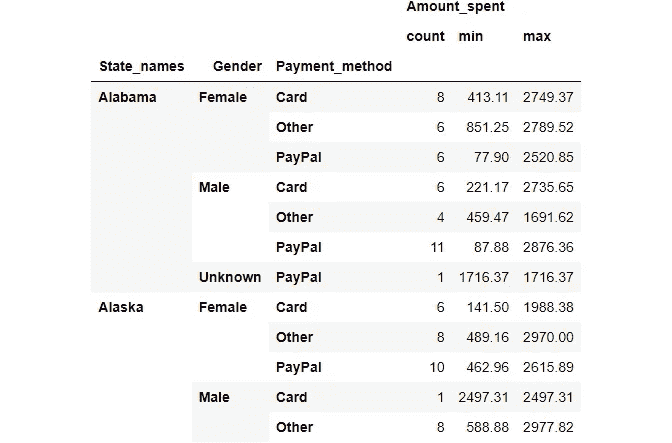 Amount_spent
count min max
State_names Gender Payment_method
Alabama Female Card 8 413.11 2749.37
Other 6 851.25 2789.52
PayPal 6 77.90 2520.85
Male Card 6 221.17 2735.65
Other 4 459.47 1691.62
PayPal 11 87.88 2876.36
Unknown PayPal 1 1716.37 1716.37
Alaska Female Card 6 141.50 1988.38
Other 8 489.16 2970.00
PayPal 10 462.96 2615.89
Male Card 1 2497.31 2497.31
Other 8 588.88 2977.82